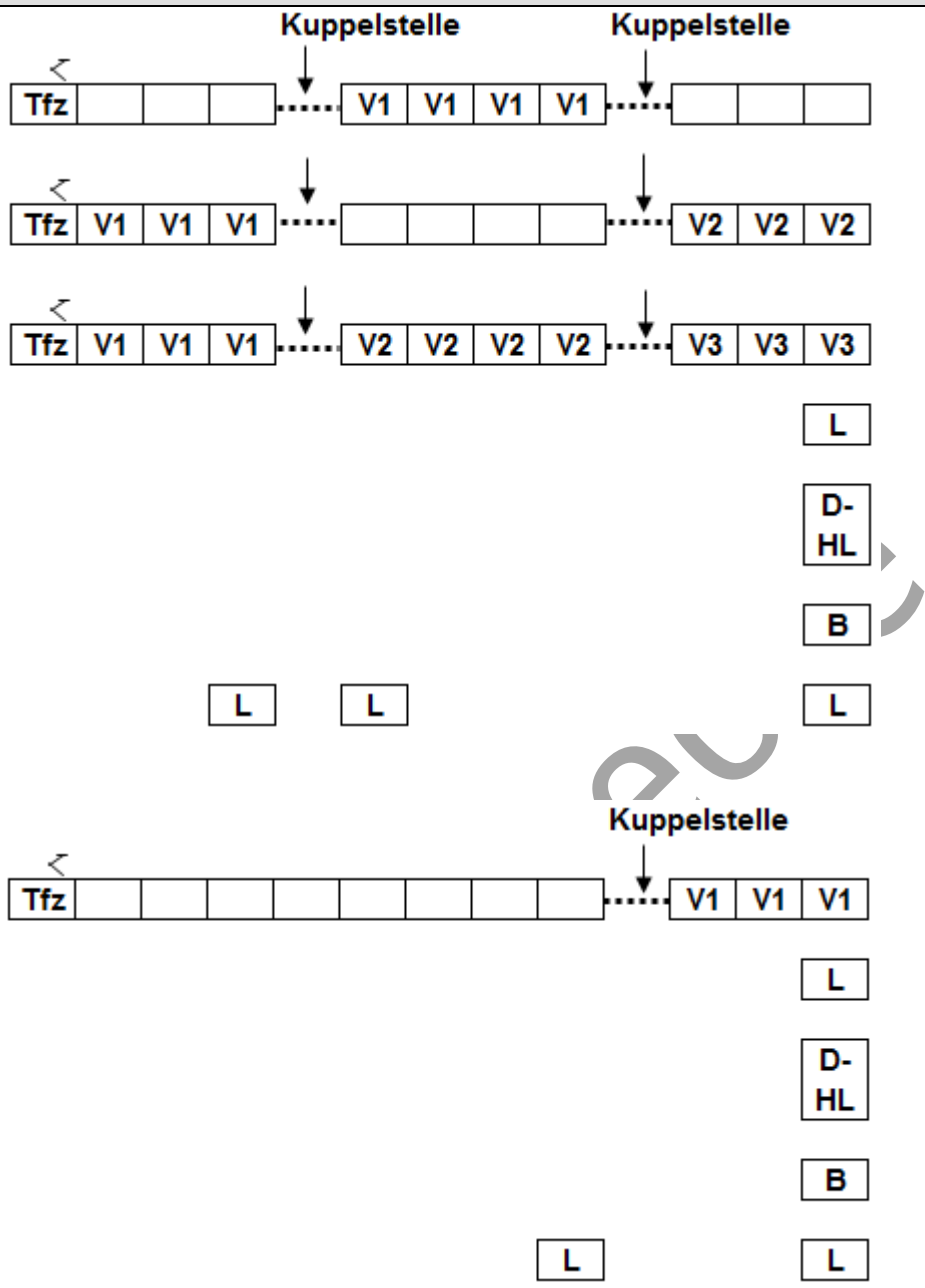 Kuppelstelle Kuppelstelle
Tfz V1 V1 V1 V1
Tfz V1 V1 V1 V2 V2 V2
Tfz V1 V1 V1 V2 V2 V2 V2 V3 V3 V3
L
D-
HL
B
L L L
Kuppelstelle
Tfz V1 V1 V1
L
D-
HL
B
L L